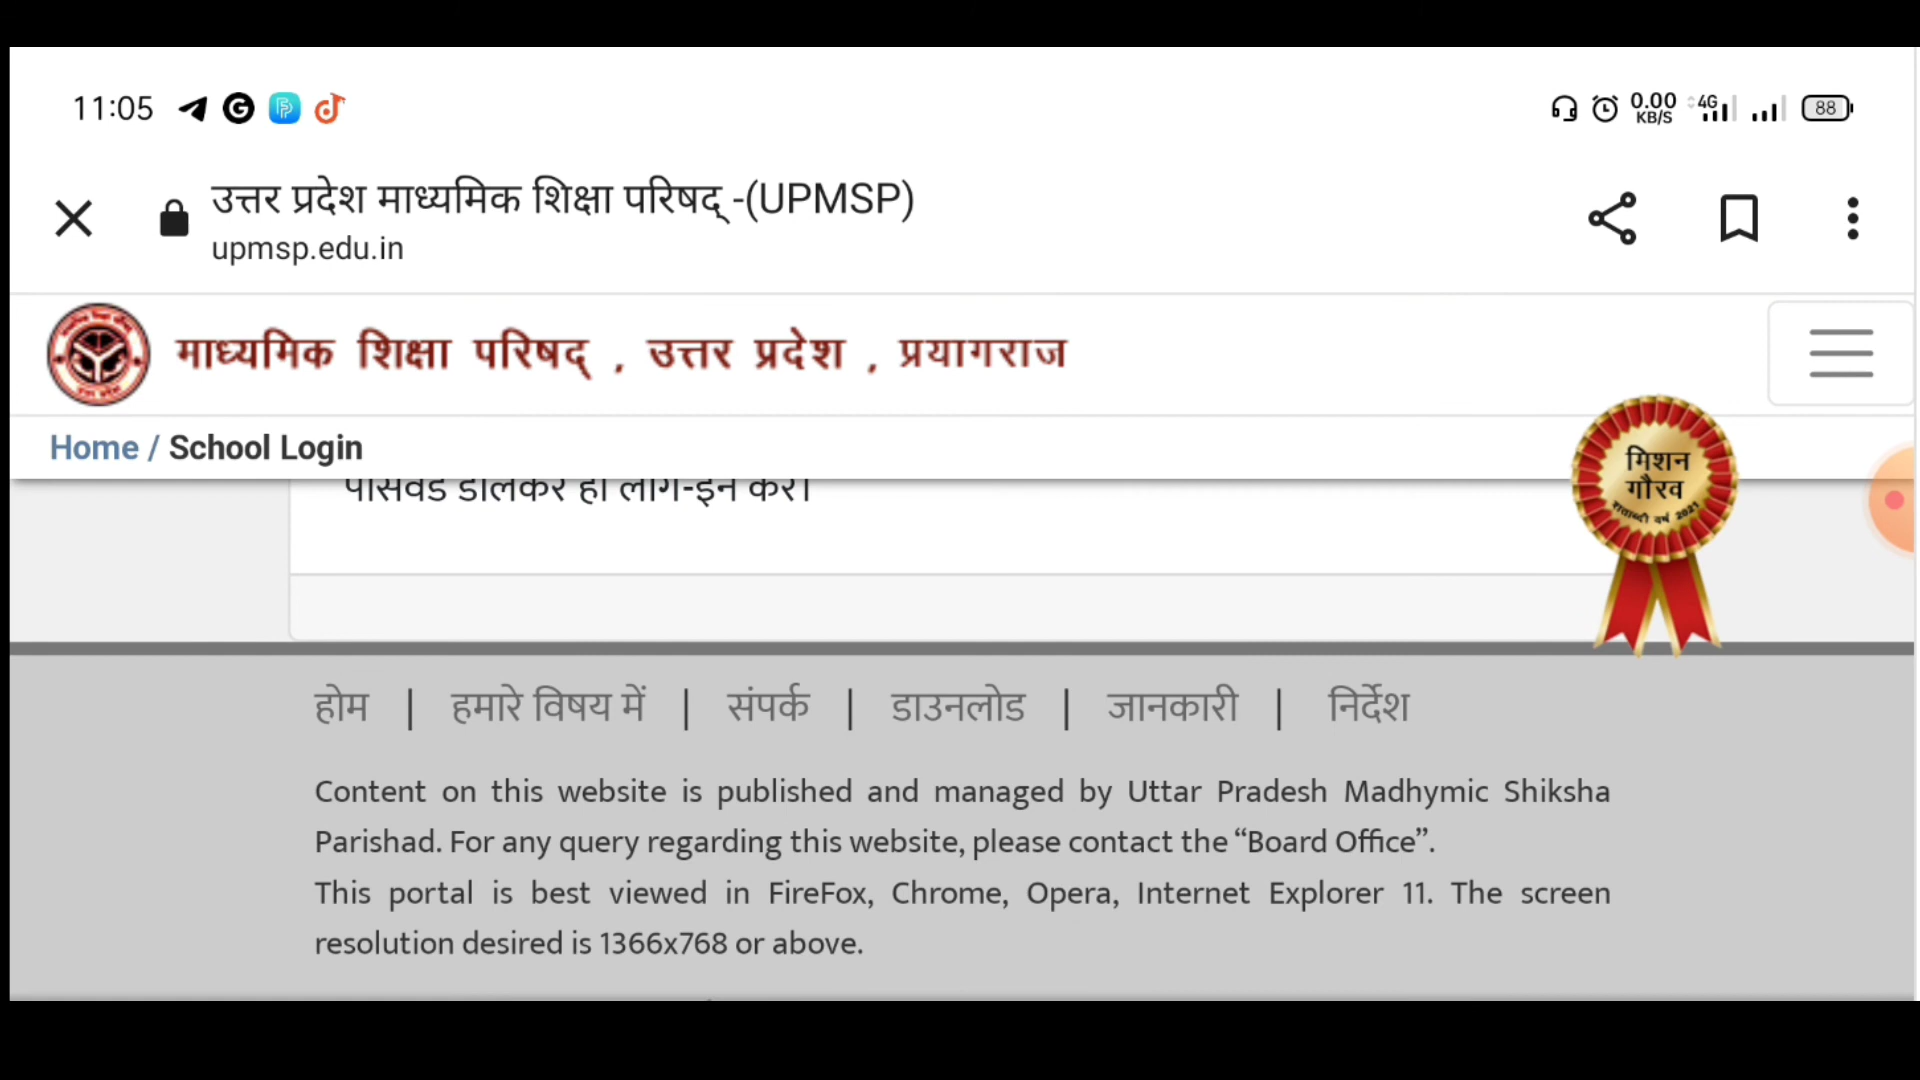 11:05
0.00
KB/S
4G
88
उत्तर प्रदेश माध्यमिक शिक्षा परिषद् -(UPMSP)
upmsp.edu.in
माध्यमिक शिक्षा परिषद् , उत्तर प्रदेश , प्रयागराज
Home / School Login
मिशन
गौरव
शताब्दी वर्ष 2021
पासवर्ड डालकर ही लॉग-इन करें।
होम | हमारे विषय में | संपर्क | डाउनलोड | जानकारी | निर्देश
Content on this website is published and managed by Uttar Pradesh Madhymic Shiksha
Parishad. For any query regarding this website, please contact the “Board Office”.
This portal is best viewed in FireFox, Chrome, Opera, Internet Explorer 11. The screen
resolution desired is 1366x768 or above.